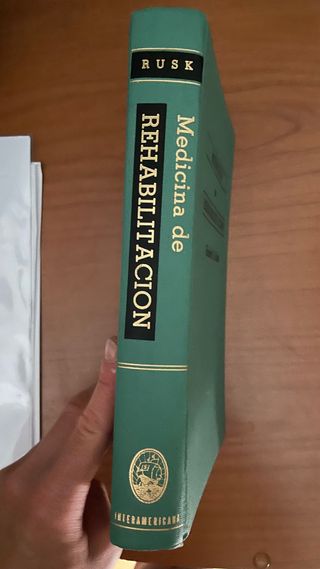 RUSK
Medicina de
REHABILITACION
INTERAMERICANA